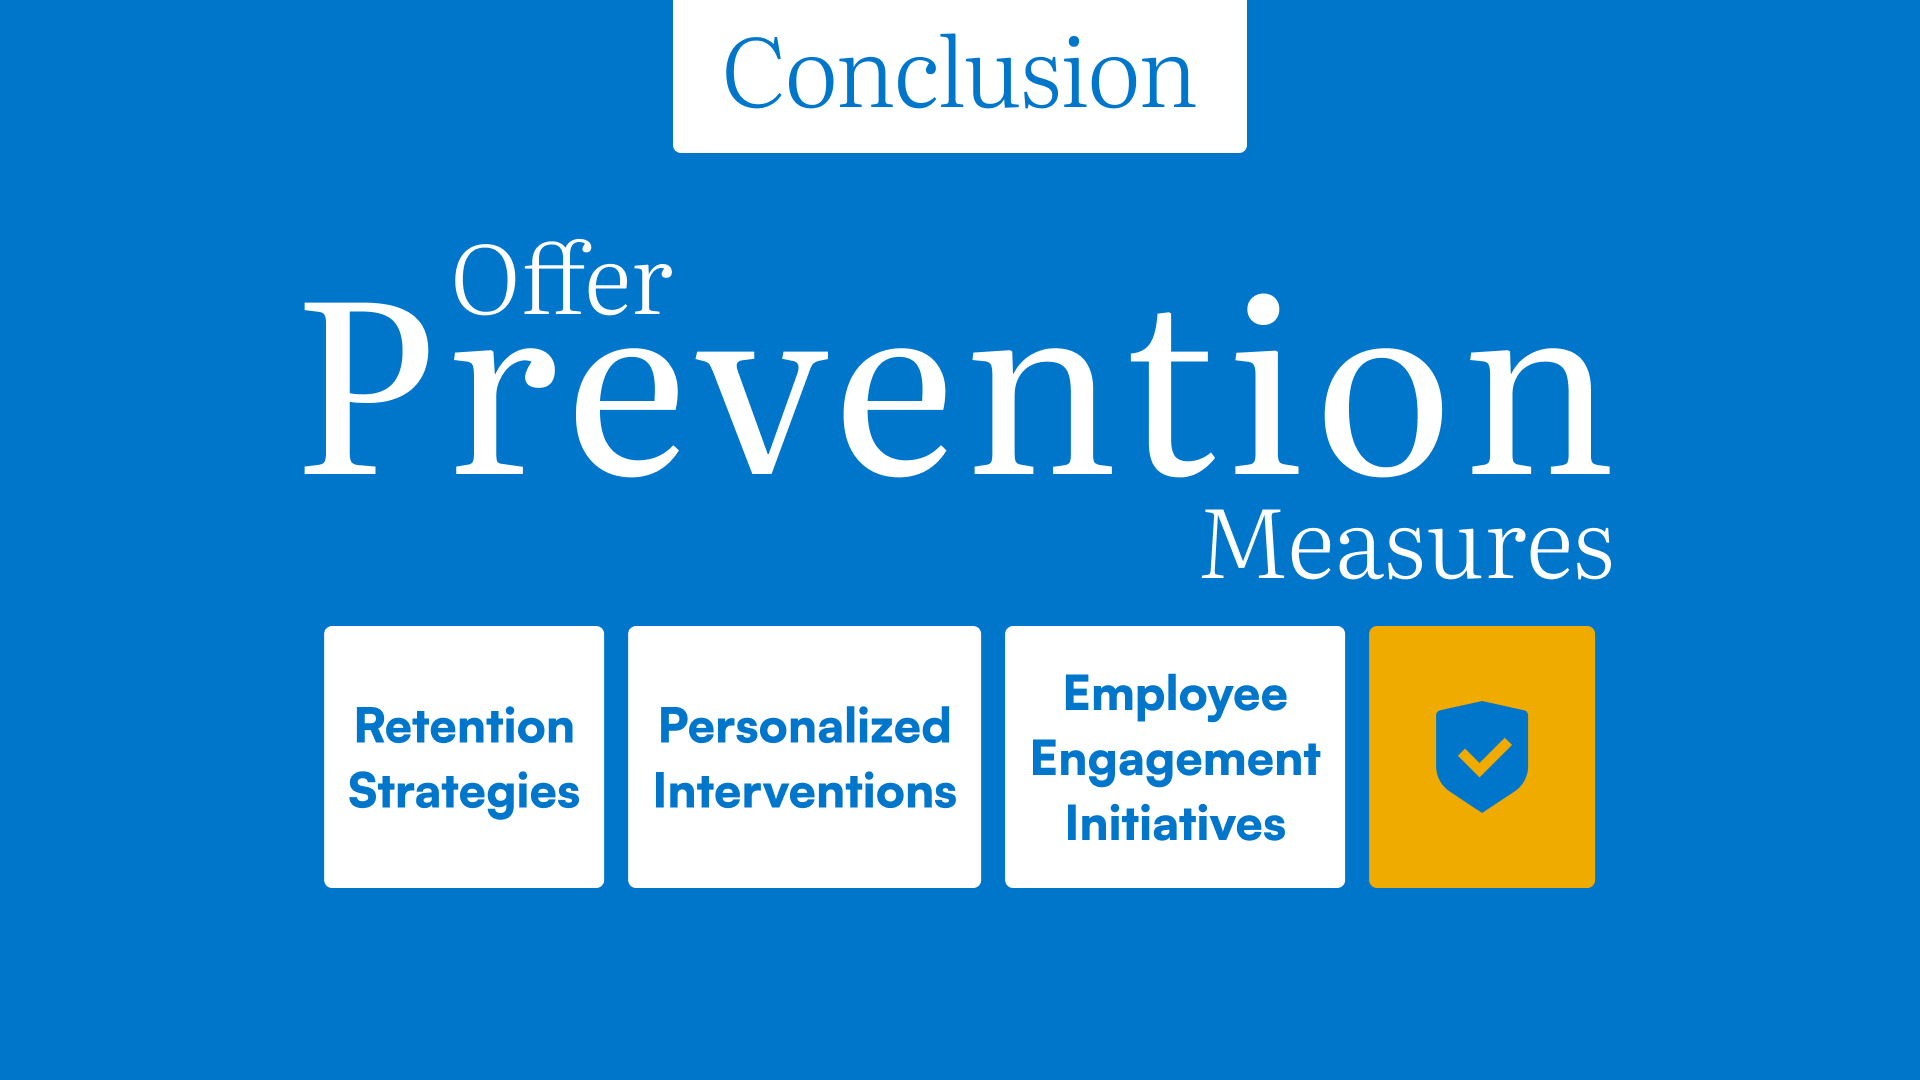 Conclusion
Offer
Prevention
Measures
Retention
Strategies
Personalized
Interventions
Employee
Engagement
Initiatives